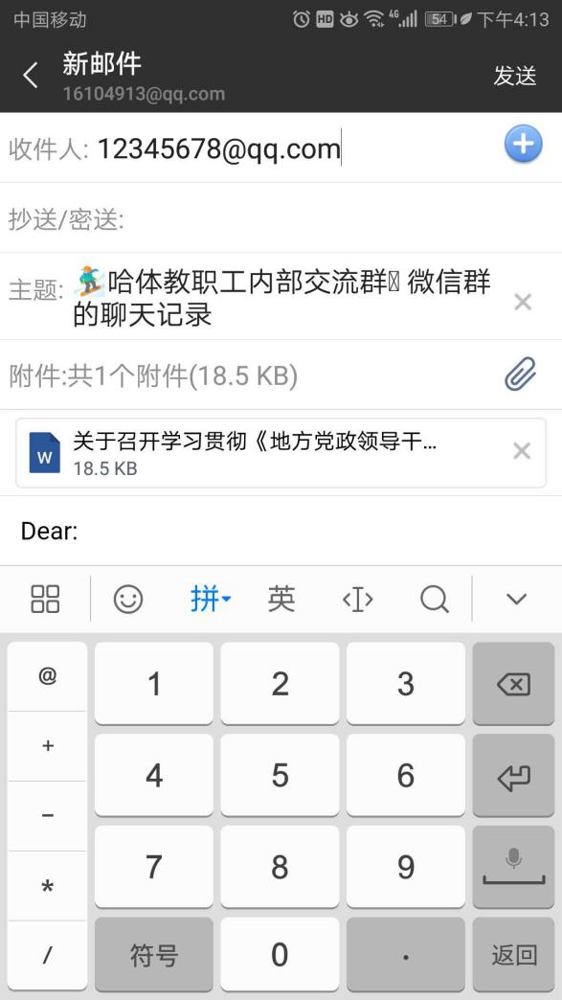 中国移动 HD 4G 54 下午4:13
新邮件
16104913@qq.com
发送
收件人: 12345678@qq.com
抄送/密送:
主题: 🏂哈体教职工内部交流群 微信群
的聊天记录
附件:共1个附件(18.5 KB)
W
关于召开学习贯彻《地方党政领导干...
18.5 KB
Dear:
拼 英
@ 1 2 3
+
4 5 6
-
7 8 9
*
/ 符号 0 . 返回